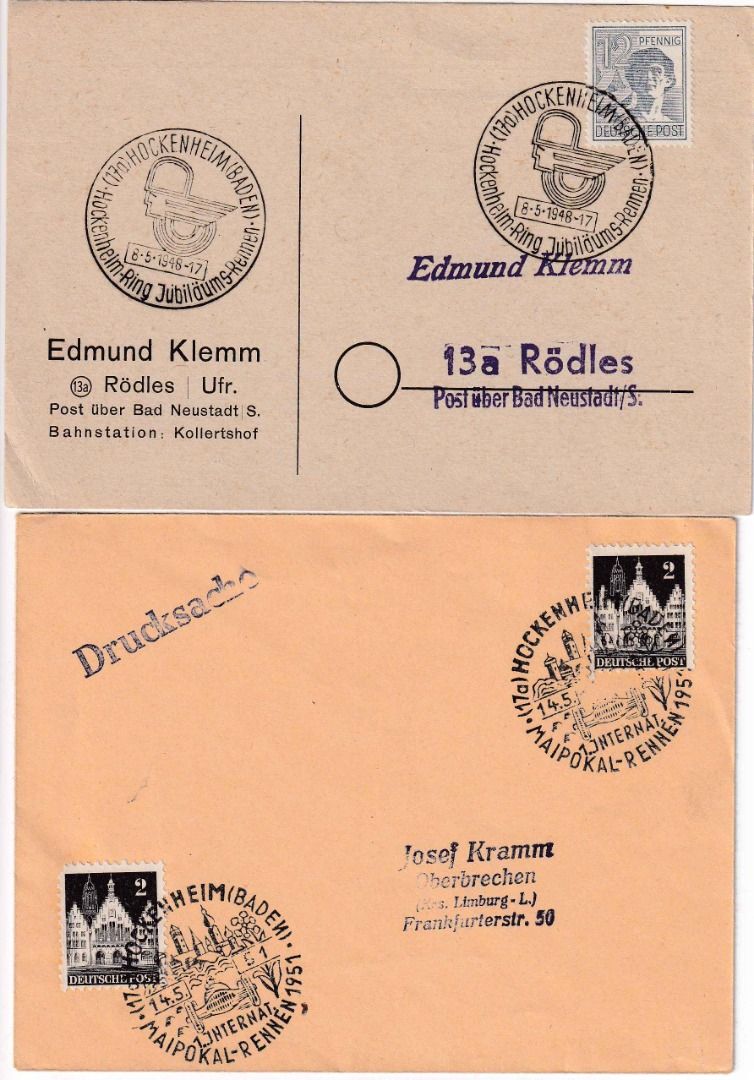 12 PFENNIG
DEUTSCHE POST
(17a) HOCKENHEIM (BADEN)
8-5-1948-17
Hockenheim-Ring Jubiläums-Rennen
(17a) HOCKENHEIM (BADEN)
8-5-1948-17
Hockenheim-Ring Jubiläums-Rennen
Edmund Klemm
13a Rödles
Post über Bad Neustadt/S.
Edmund Klemm
13a Rödles | Ufr.
Post über Bad Neustadt|S.
Bahnstation: Kollertshof
Drucksache
2
DEUTSCHE POST
(17a) HOCKENHEIM (BADEN
14.5.
1. INTERNAT.
MAIPOKAL-RENNEN 1951
Josef Kramm
Oberbrechen
(Krs. Limburg-L.)
Frankfurterstr. 50
2
DEUTSCHE POST
(17a) HOCKENHEIM (BADEN)
14.5. 51
1. INTERNAT.
MAIPOKAL-RENNEN 1951